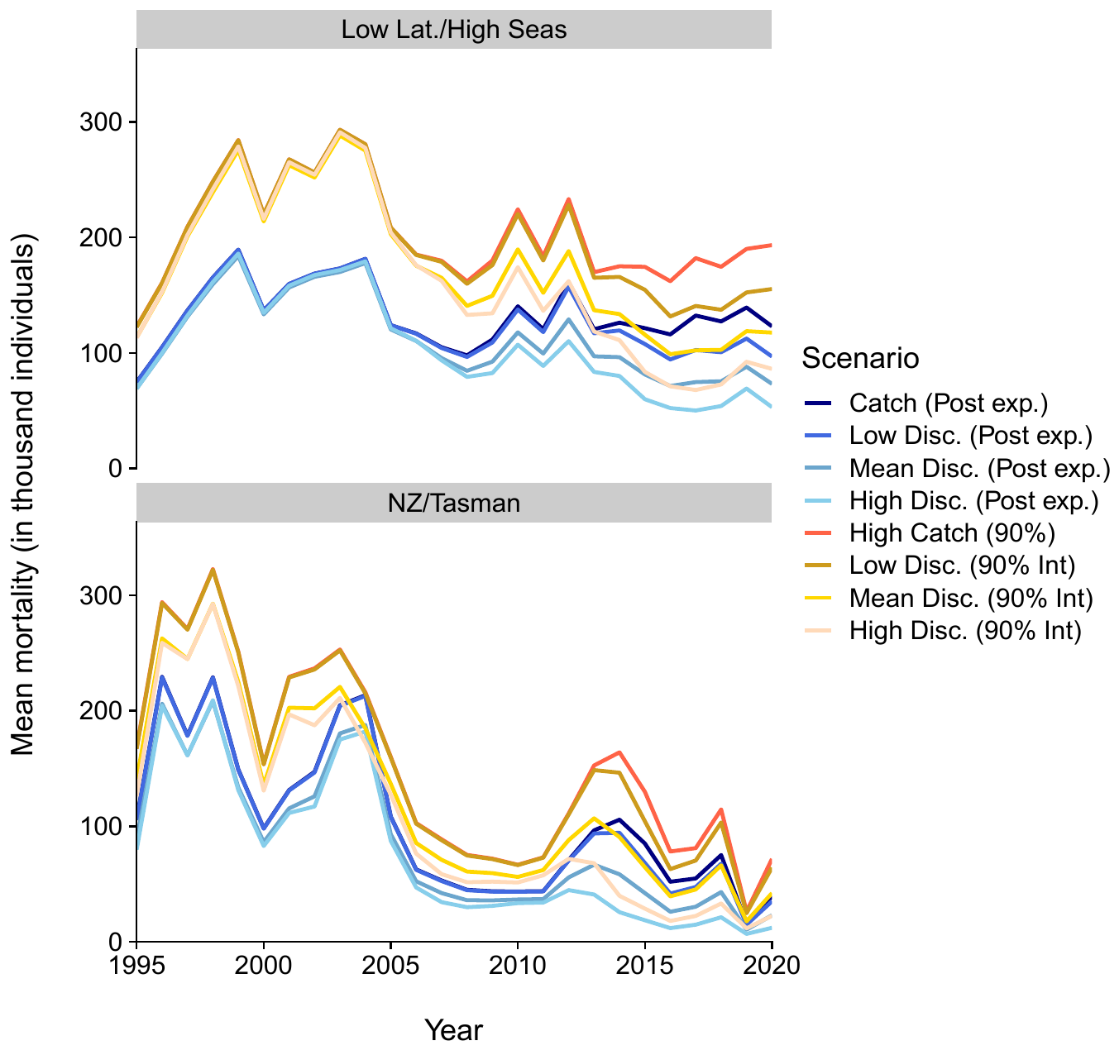 Low Lat./High Seas
300
200
100
0
NZ/Tasman
300
200
100
0
1995 2000 2005 2010 2015 2020
Year
Mean mortality (in thousand individuals)
Scenario
Catch (Post exp.)
Low Disc. (Post exp.)
Mean Disc. (Post exp.)
High Disc. (Post exp.)
High Catch (90%)
Low Disc. (90% Int)
Mean Disc. (90% Int)
High Disc. (90% Int)